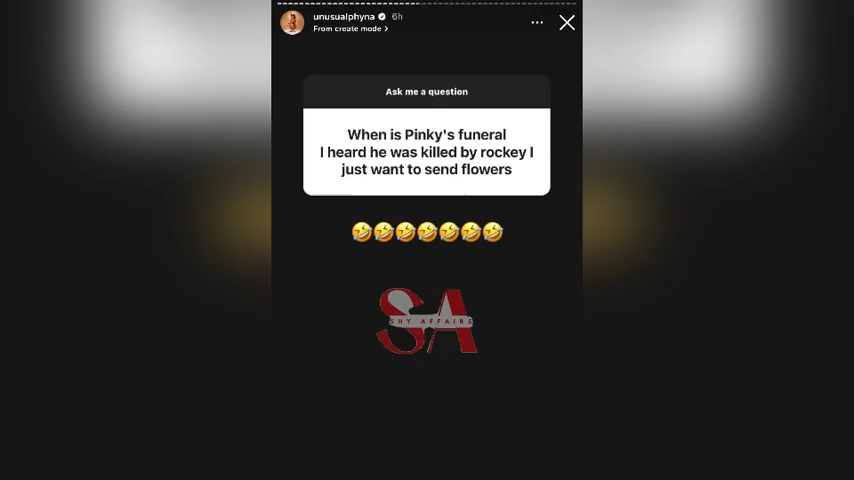 unusualphyna 6h
From create mode >
Ask me a question
When is Pinky's funeral
I heard he was killed by rockey I
just want to send flowers
🤣🤣🤣🤣🤣🤣🤣
SA
SHY AFFAIRS